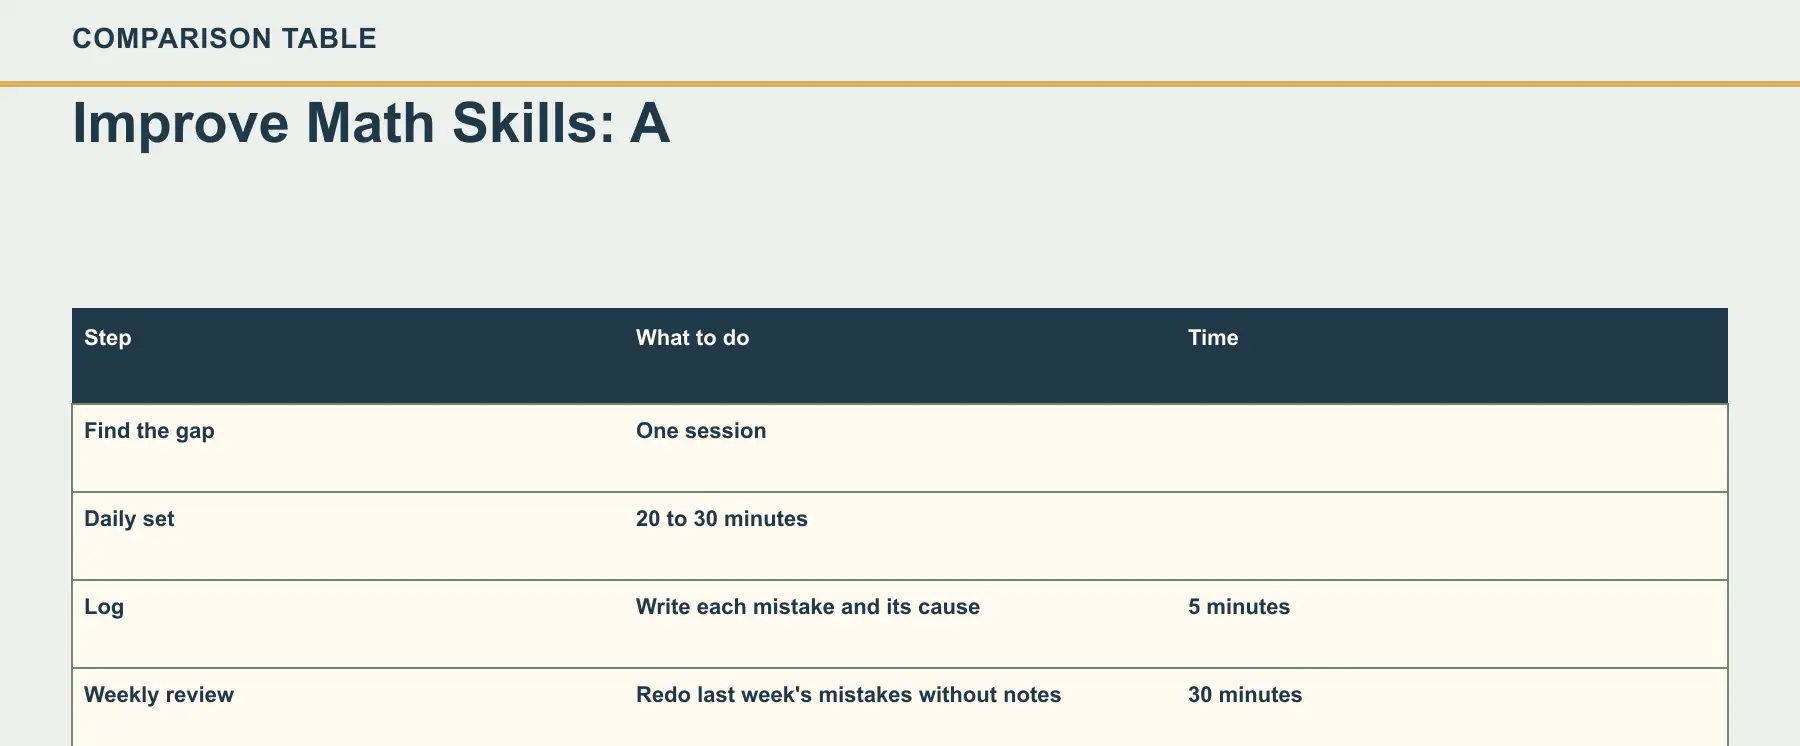 COMPARISON TABLE
Improve Math Skills: A
Step What to do Time
Find the gap One session
Daily set 20 to 30 minutes
Log Write each mistake and its cause 5 minutes
Weekly review Redo last week's mistakes without notes 30 minutes